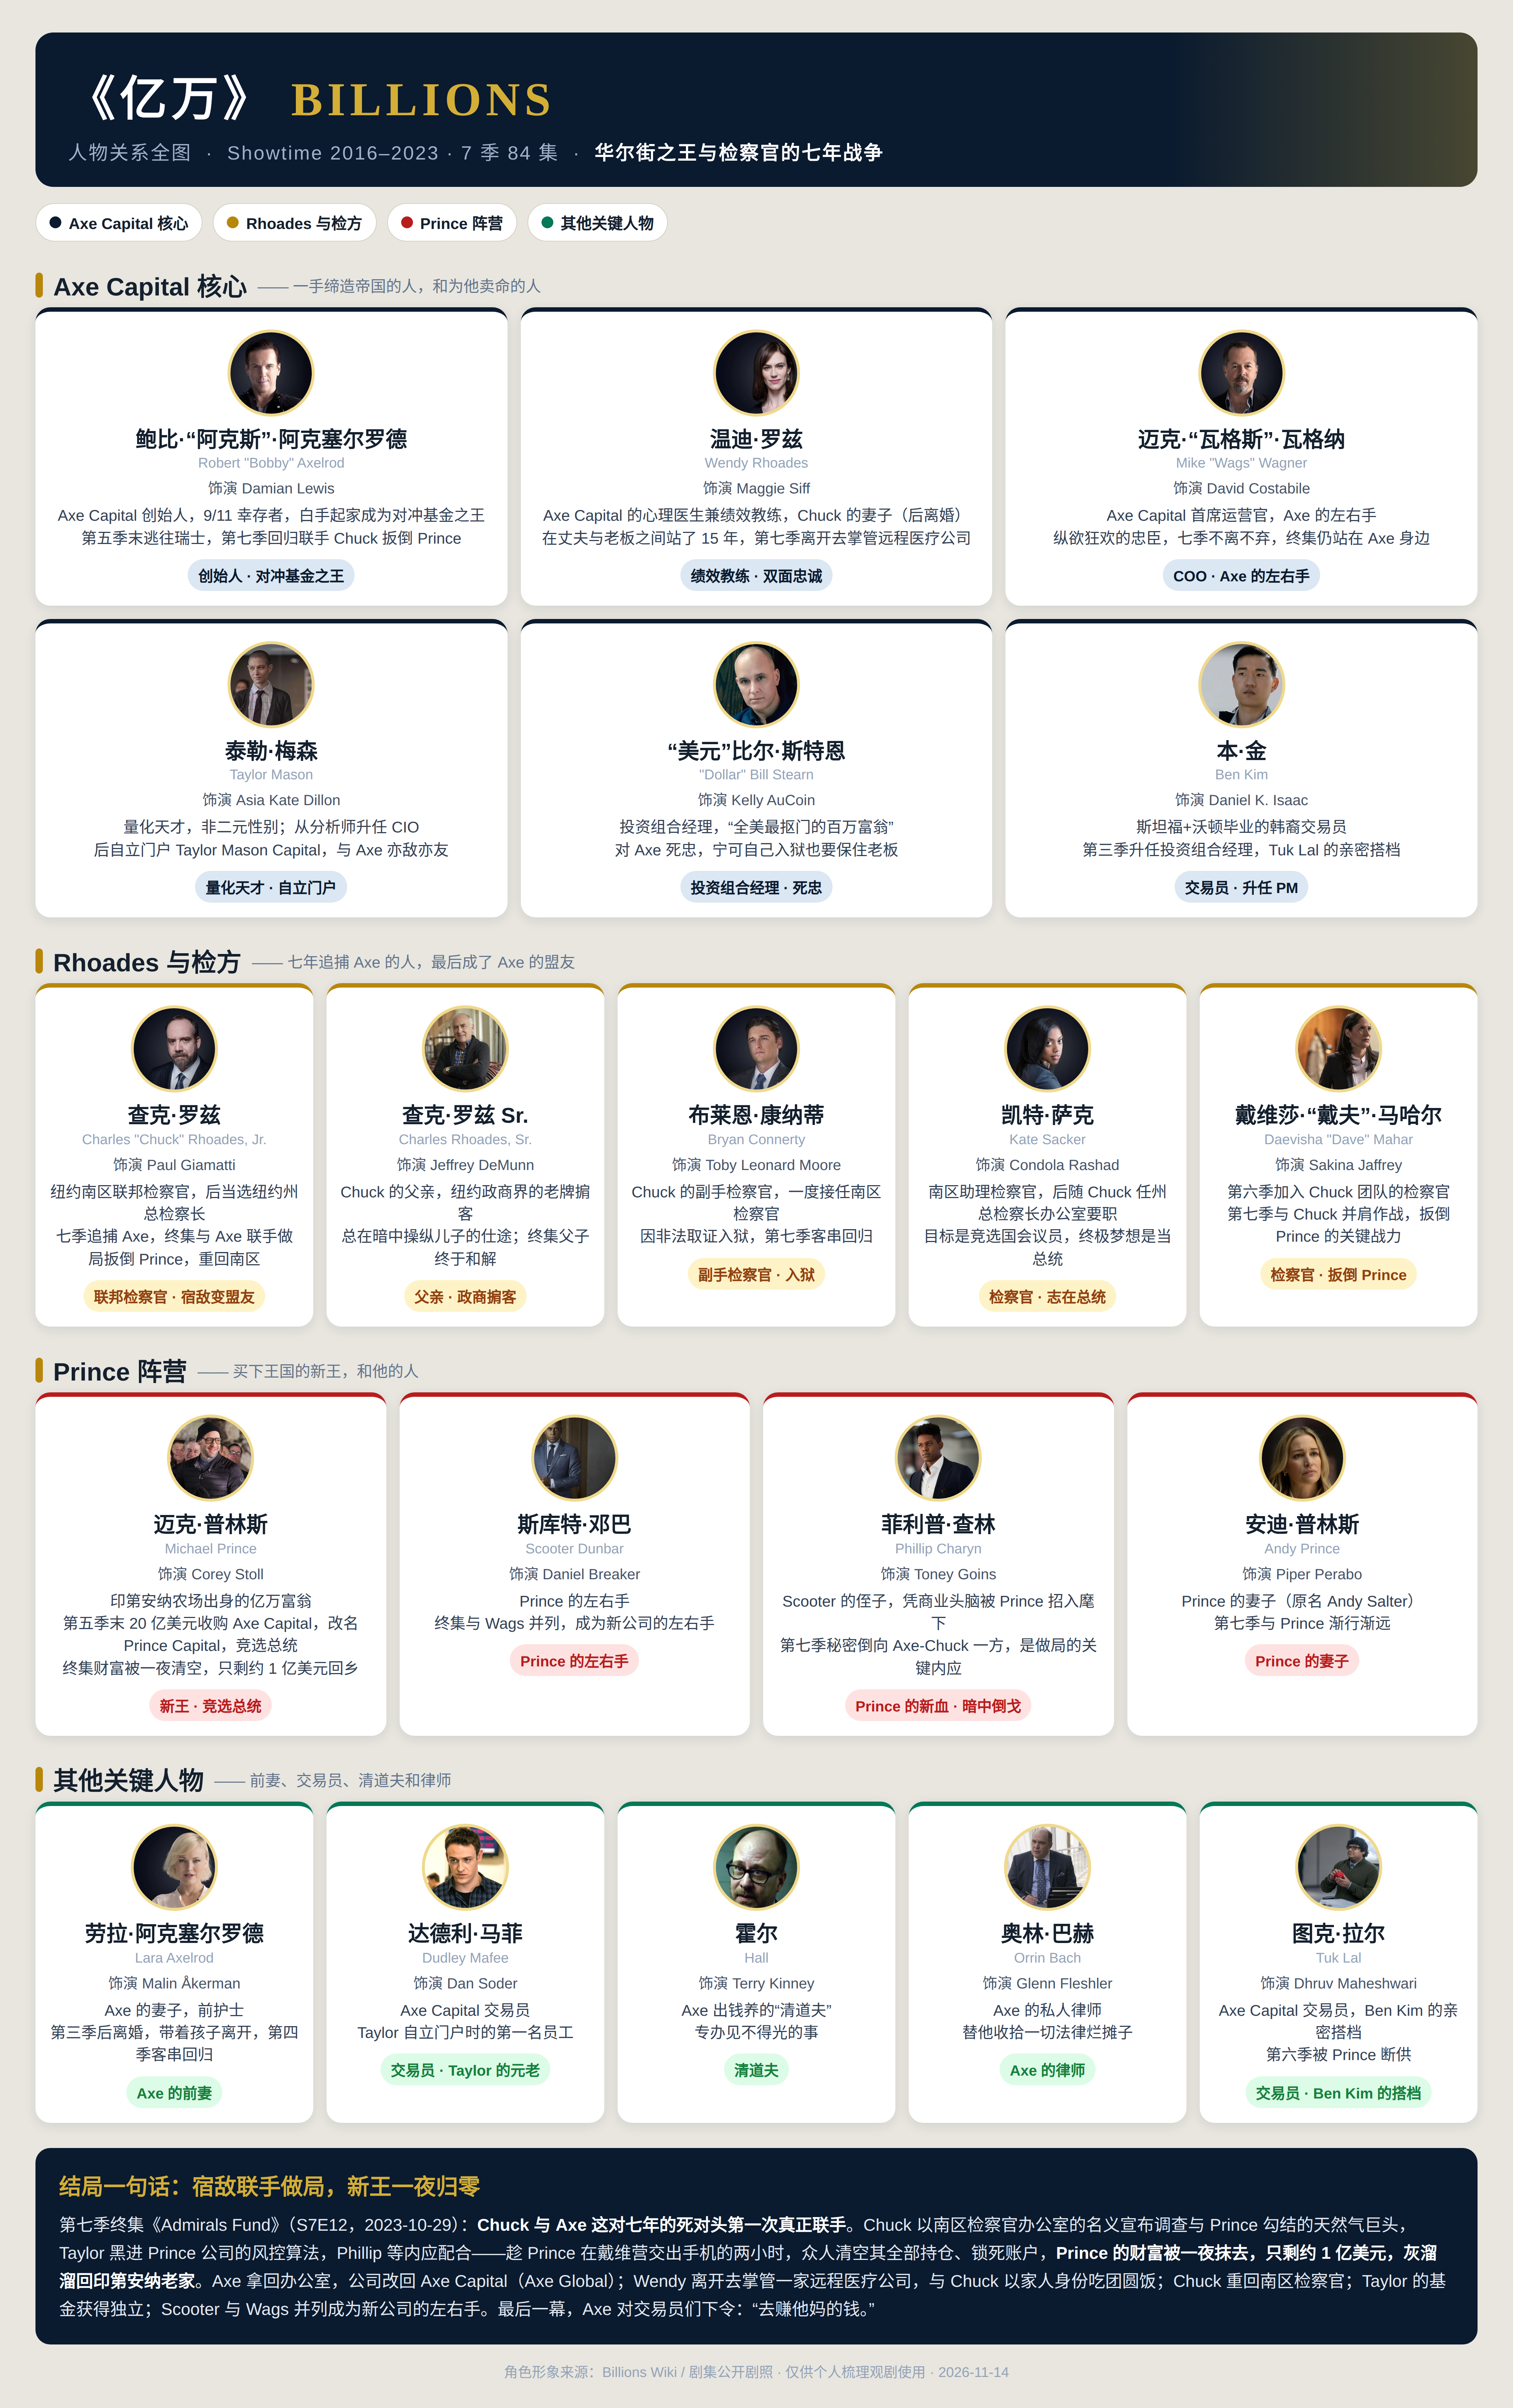 《亿万》 BILLIONS
人物关系全图 · Showtime 2016–2023 · 7 季 84 集 · 华尔街之王与检察官的七年战争
Axe Capital 核心
Rhoades 与检方
Prince 阵营
其他关键人物
Axe Capital 核心 —— 一手缔造帝国的人，和为他卖命的人
鲍比·“阿克斯”·阿克塞尔罗德
Robert "Bobby" Axelrod
饰演 Damian Lewis
Axe Capital 创始人，9/11 幸存者，白手起家成为对冲基金之王
第五季末逃往瑞士，第七季回归联手 Chuck 扳倒 Prince
创始人 · 对冲基金之王
温迪·罗兹
Wendy Rhoades
饰演 Maggie Siff
Axe Capital 的心理医生兼绩效教练，Chuck 的妻子（后离婚）
在丈夫与老板之间站了 15 年，第七季离开去掌管远程医疗公司
绩效教练 · 双面忠诚
迈克·“瓦格斯”·瓦格纳
Mike "Wags" Wagner
饰演 David Costabile
Axe Capital 首席运营官，Axe 的左右手
纵欲狂欢的忠臣，七季不离不弃，终集仍站在 Axe 身边
COO · Axe 的左右手
泰勒·梅森
Taylor Mason
饰演 Asia Kate Dillon
量化天才，非二元性别；从分析师升任 CIO
后自立门户 Taylor Mason Capital，与 Axe 亦敌亦友
量化天才 · 自立门户
“美元”比尔·斯特恩
"Dollar" Bill Stearn
饰演 Kelly AuCoin
投资组合经理，“全美最抠门的百万富翁”
对 Axe 死忠，宁可自己入狱也要保住老板
投资组合经理 · 死忠
本·金
Ben Kim
饰演 Daniel K. Isaac
斯坦福+沃顿毕业的韩裔交易员
第三季升任投资组合经理，Tuk Lal 的亲密搭档
交易员 · 升任 PM
Rhoades 与检方 —— 七年追捕 Axe 的人，最后成了 Axe 的盟友
查克·罗兹
Charles "Chuck" Rhoades, Jr.
饰演 Paul Giamatti
纽约南区联邦检察官，后当选纽约州
总检察长
七季追捕 Axe，终集与 Axe 联手做
局扳倒 Prince，重回南区
联邦检察官 · 宿敌变盟友
查克·罗兹 Sr.
Charles Rhoades, Sr.
饰演 Jeffrey DeMunn
Chuck 的父亲，纽约政商界的老牌掮
客
总在暗中操纵儿子的仕途；终集父子
终于和解
父亲 · 政商掮客
布莱恩·康纳蒂
Bryan Connerty
饰演 Toby Leonard Moore
Chuck 的副手检察官，一度接任南区
检察官
因非法取证入狱，第七季客串回归
副手检察官 · 入狱
凯特·萨克
Kate Sacker
饰演 Condola Rashad
南区助理检察官，后随 Chuck 任州
总检察长办公室要职
目标是竞选国会议员，终极梦想是当
总统
检察官 · 志在总统
戴维莎·“戴夫”·马哈尔
Daevisha "Dave" Mahar
饰演 Sakina Jaffrey
第六季加入 Chuck 团队的检察官
第七季与 Chuck 并肩作战，扳倒
Prince 的关键战力
检察官 · 扳倒 Prince
Prince 阵营 —— 买下王国的新王，和他的人
迈克·普林斯
Michael Prince
饰演 Corey Stoll
印第安纳农场出身的亿万富翁
第五季末 20 亿美元收购 Axe Capital，改名
Prince Capital，竞选总统
终集财富被一夜清空，只剩约 1 亿美元回乡
新王 · 竞选总统
斯库特·邓巴
Scooter Dunbar
饰演 Daniel Breaker
Prince 的左右手
终集与 Wags 并列，成为新公司的左右手
Prince 的左右手
菲利普·查林
Phillip Charyn
饰演 Toney Goins
Scooter 的侄子，凭商业头脑被 Prince 招入麾
下
第七季秘密倒向 Axe-Chuck 一方，是做局的关
键内应
Prince 的新血 · 暗中倒戈
安迪·普林斯
Andy Prince
饰演 Piper Perabo
Prince 的妻子（原名 Andy Salter）
第七季与 Prince 渐行渐远
Prince 的妻子
其他关键人物 —— 前妻、交易员、清道夫和律师
劳拉·阿克塞尔罗德
Lara Axelrod
饰演 Malin Åkerman
Axe 的妻子，前护士
第三季后离婚，带着孩子离开，第四
季客串回归
Axe 的前妻
达德利·马菲
Dudley Mafee
饰演 Dan Soder
Axe Capital 交易员
Taylor 自立门户时的第一名员工
交易员 · Taylor 的元老
霍尔
Hall
饰演 Terry Kinney
Axe 出钱养的“清道夫”
专办见不得光的事
清道夫
奥林·巴赫
Orrin Bach
饰演 Glenn Fleshler
Axe 的私人律师
替他收拾一切法律烂摊子
Axe 的律师
图克·拉尔
Tuk Lal
饰演 Dhruv Maheshwari
Axe Capital 交易员，Ben Kim 的亲
密搭档
第六季被 Prince 断供
交易员 · Ben Kim 的搭档
结局一句话：宿敌联手做局，新王一夜归零
第七季终集《Admirals Fund》（S7E12，2023-10-29）：Chuck 与 Axe 这对七年的死对头第一次真正联手。Chuck 以南区检察官办公室的名义宣布调查与 Prince 勾结的天然气巨头，
Taylor 黑进 Prince 公司的风控算法，Phillip 等内应配合——趁 Prince 在戴维营交出手机的两小时，众人清空其全部持仓、锁死账户，Prince 的财富被一夜抹去，只剩约 1 亿美元，灰溜
溜回印第安纳老家。Axe 拿回办公室，公司改回 Axe Capital（Axe Global）；Wendy 离开去掌管一家远程医疗公司，与 Chuck 以家人身份吃团圆饭；Chuck 重回南区检察官；Taylor 的基
金获得独立；Scooter 与 Wags 并列成为新公司的左右手。最后一幕，Axe 对交易员们下令：“去赚他妈的钱。”
角色形象来源：Billions Wiki / 剧集公开剧照 · 仅供个人梳理观剧使用 · 2026-11-14